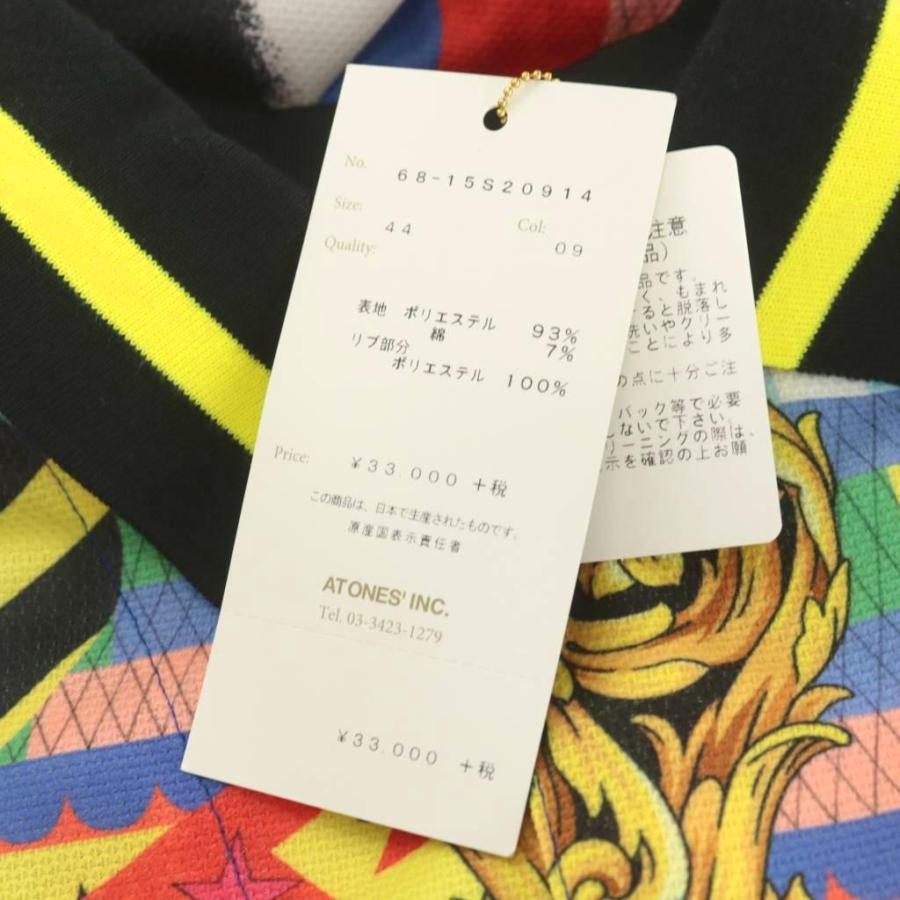 No. 68-15S20914
Size: 44 Col: 09
Quality:
表地 ポリエステル 93%
綿 7%
リブ部分
ポリエステル 100%
Price: ¥33.000 +税
この商品は、日本で生産されたものです。
原産国表示責任者
ATONES' INC.
Tel. 03-3423-1279
¥33.000 +税
注意
品）
品です。
く、もまれ
ると脱落し
洗いやクリー
ことにより多
の点に十分ご注
バック等で必要
しないで下さい。
リーニングの際は、
示を確認の上お願